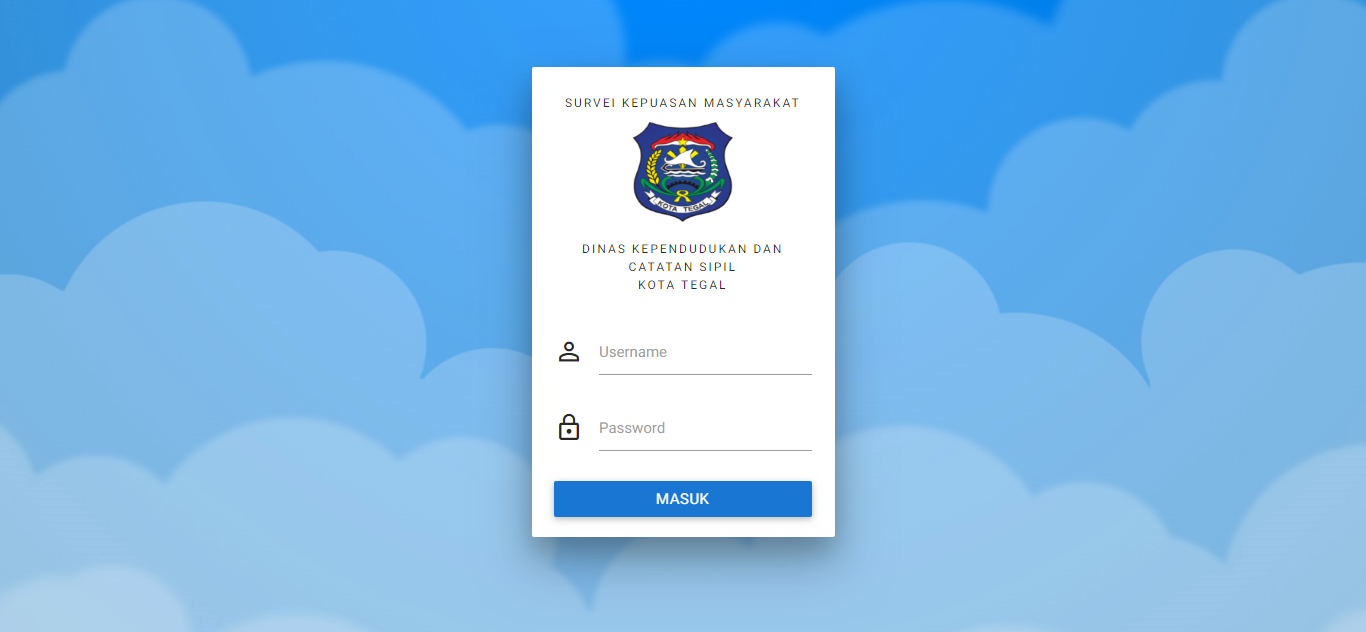 SURVEI KEPUASAN MASYARAKAT
KOTA TEGAL
DINAS KEPENDUDUKAN DAN
CATATAN SIPIL
KOTA TEGAL
Username
Password
MASUK